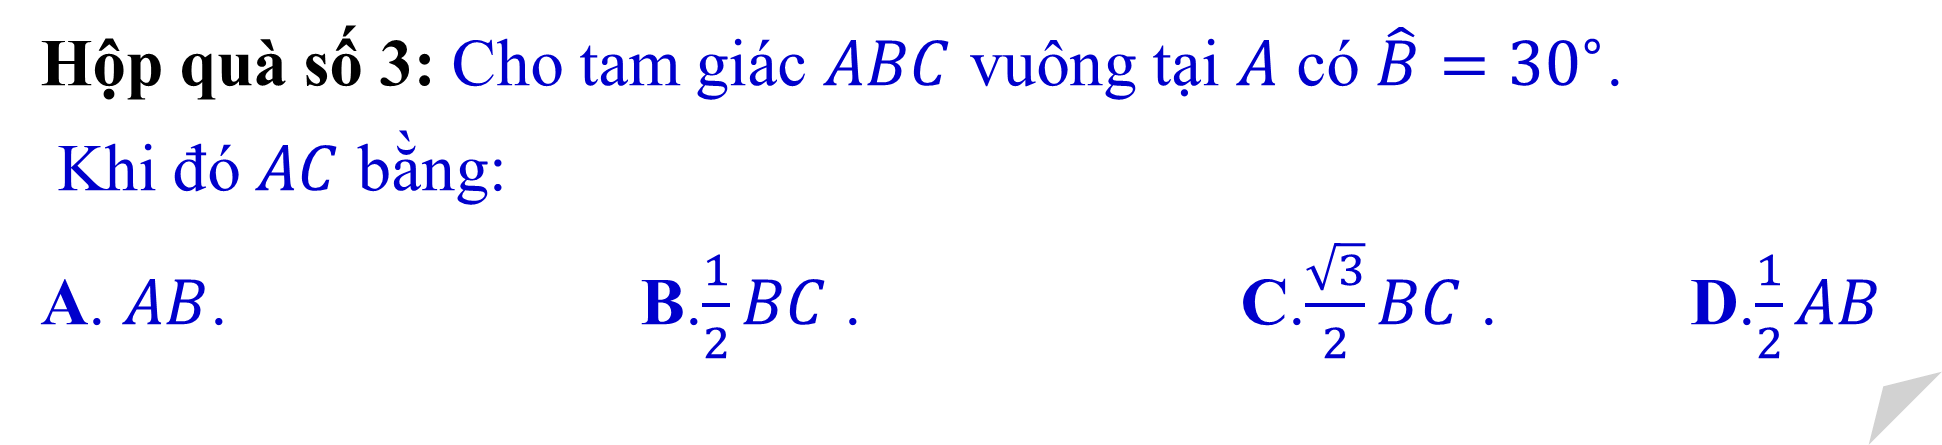 Hộp quà số 3: Cho tam giác ABC vuông tại A có B̂ = 30°.
Khi đó AC bằng:
A. AB. B. 1/2 BC . C. √3/2 BC . D. 1/2 AB